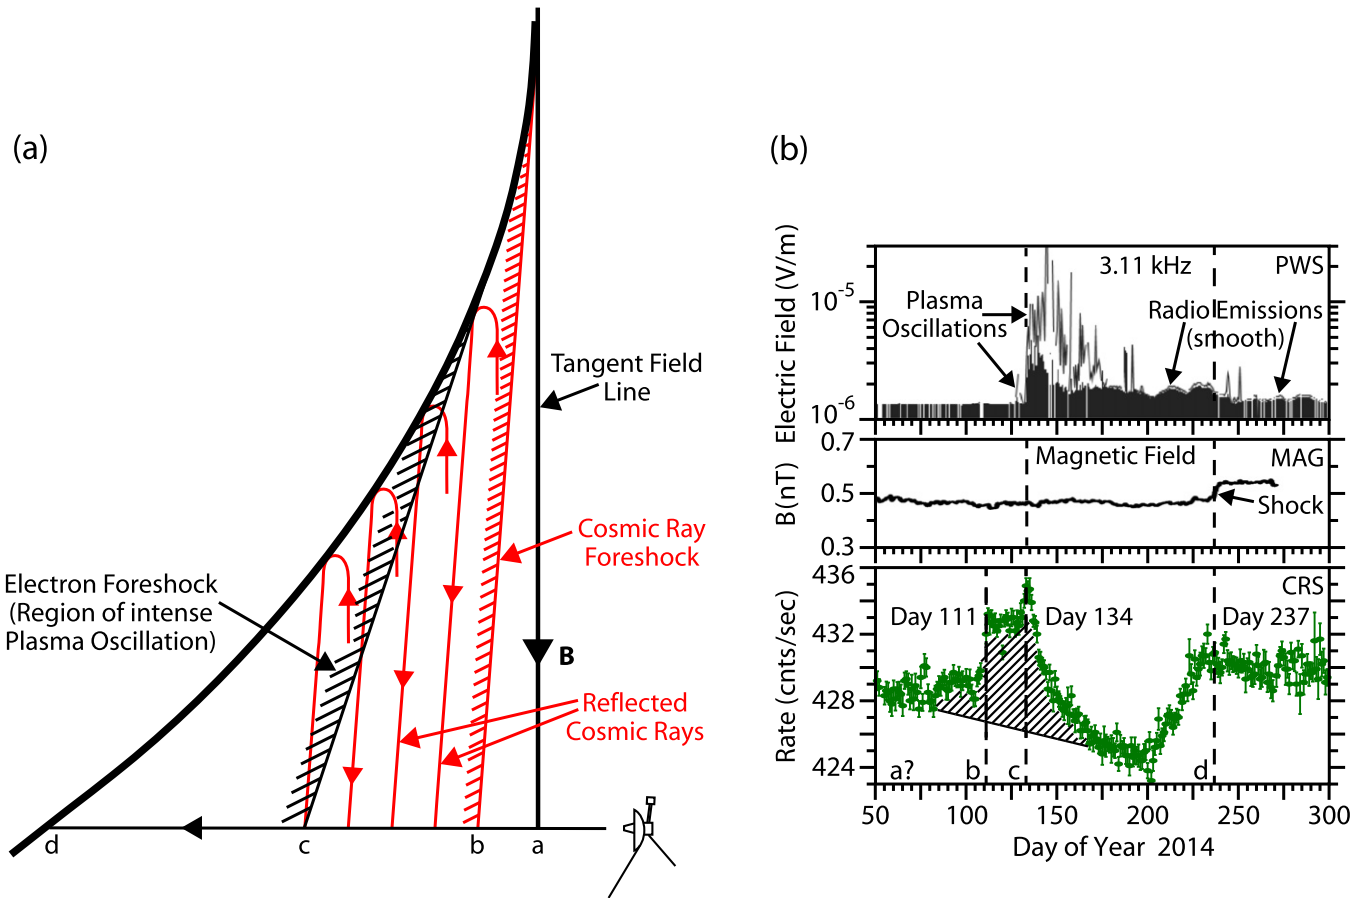 (a)
Tangent Field
Line
Cosmic Ray
Foreshock
Electron Foreshock
(Region of intense
Plasma Oscillation)
B
Reflected
Cosmic Rays
d
c
b
a
(b)
Electric Field (V/m)
10-5
10-6
3.11 kHz
PWS
Plasma
Oscillations
Radio Emissions
(smooth)
B(nT)
0.7
0.5
0.3
Magnetic Field
MAG
Shock
Rate (cnts/sec)
436
432
428
424
CRS
Day 111
Day 134
Day 237
a?
b
c
d
50
100
150
200
250
300
Day of Year 2014